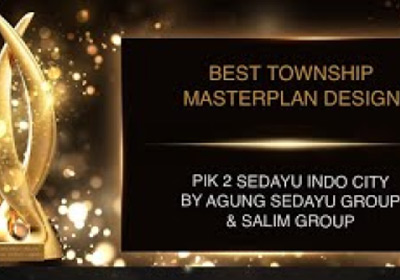 BEST TOWNSHIP
MASTERPLAN DESIGN
PIK 2 SEDAYU INDO CITY
BY AGUNG SEDAYU GROUP
& SALIM GROUP